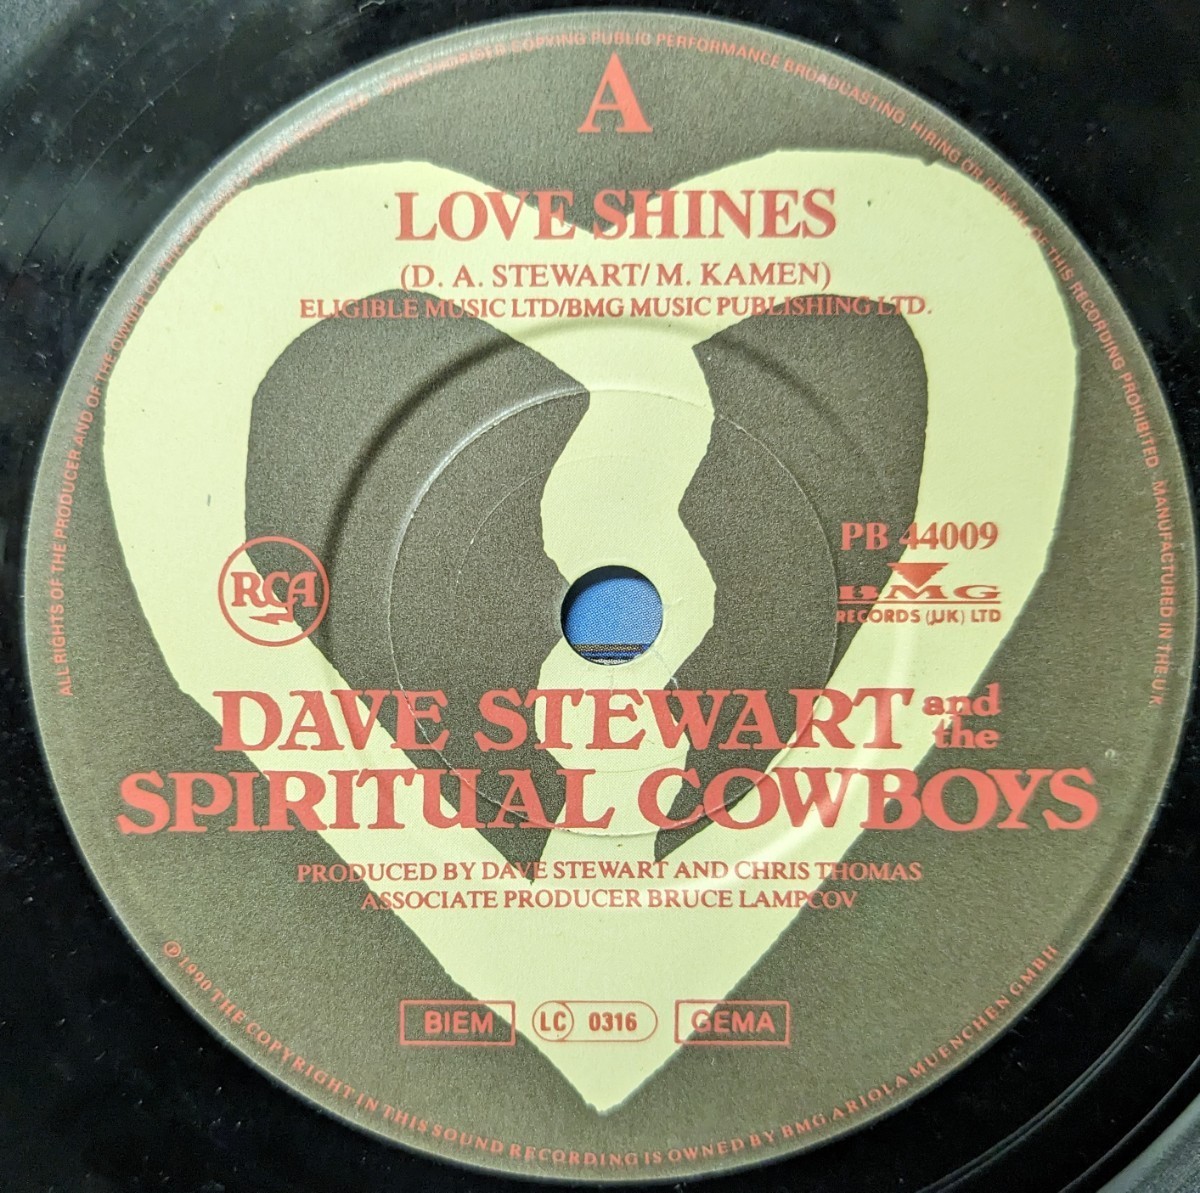 A
LOVE SHINES
(D. A. STEWART/ M. KAMEN)
ELIGIBLE MUSIC LTD/BMG MUSIC PUBLISHING LTD.
RCA
PB 44009
BMG
RECORDS (UK) LTD
DAVE STEWART and the
SPIRITUAL COWBOYS
PRODUCED BY DAVE STEWART AND CHRIS THOMAS
ASSOCIATE PRODUCER BRUCE LAMPCOV
BIEM LC 0316 GEMA
ALL RIGHTS OF THE PRODUCER AND OF THE OWNER OF THE COPYING PUBLIC PERFORMANCE BROADCASTING, HIRING OR RENTAL OF THIS RECORDING PROHIBITED. MANUFACTURED IN THE U.K.
℗ 1990 THE COPYRIGHT IN THIS SOUND RECORDING IS OWNED BY BMG ARIOLA MUENCHEN GMBH